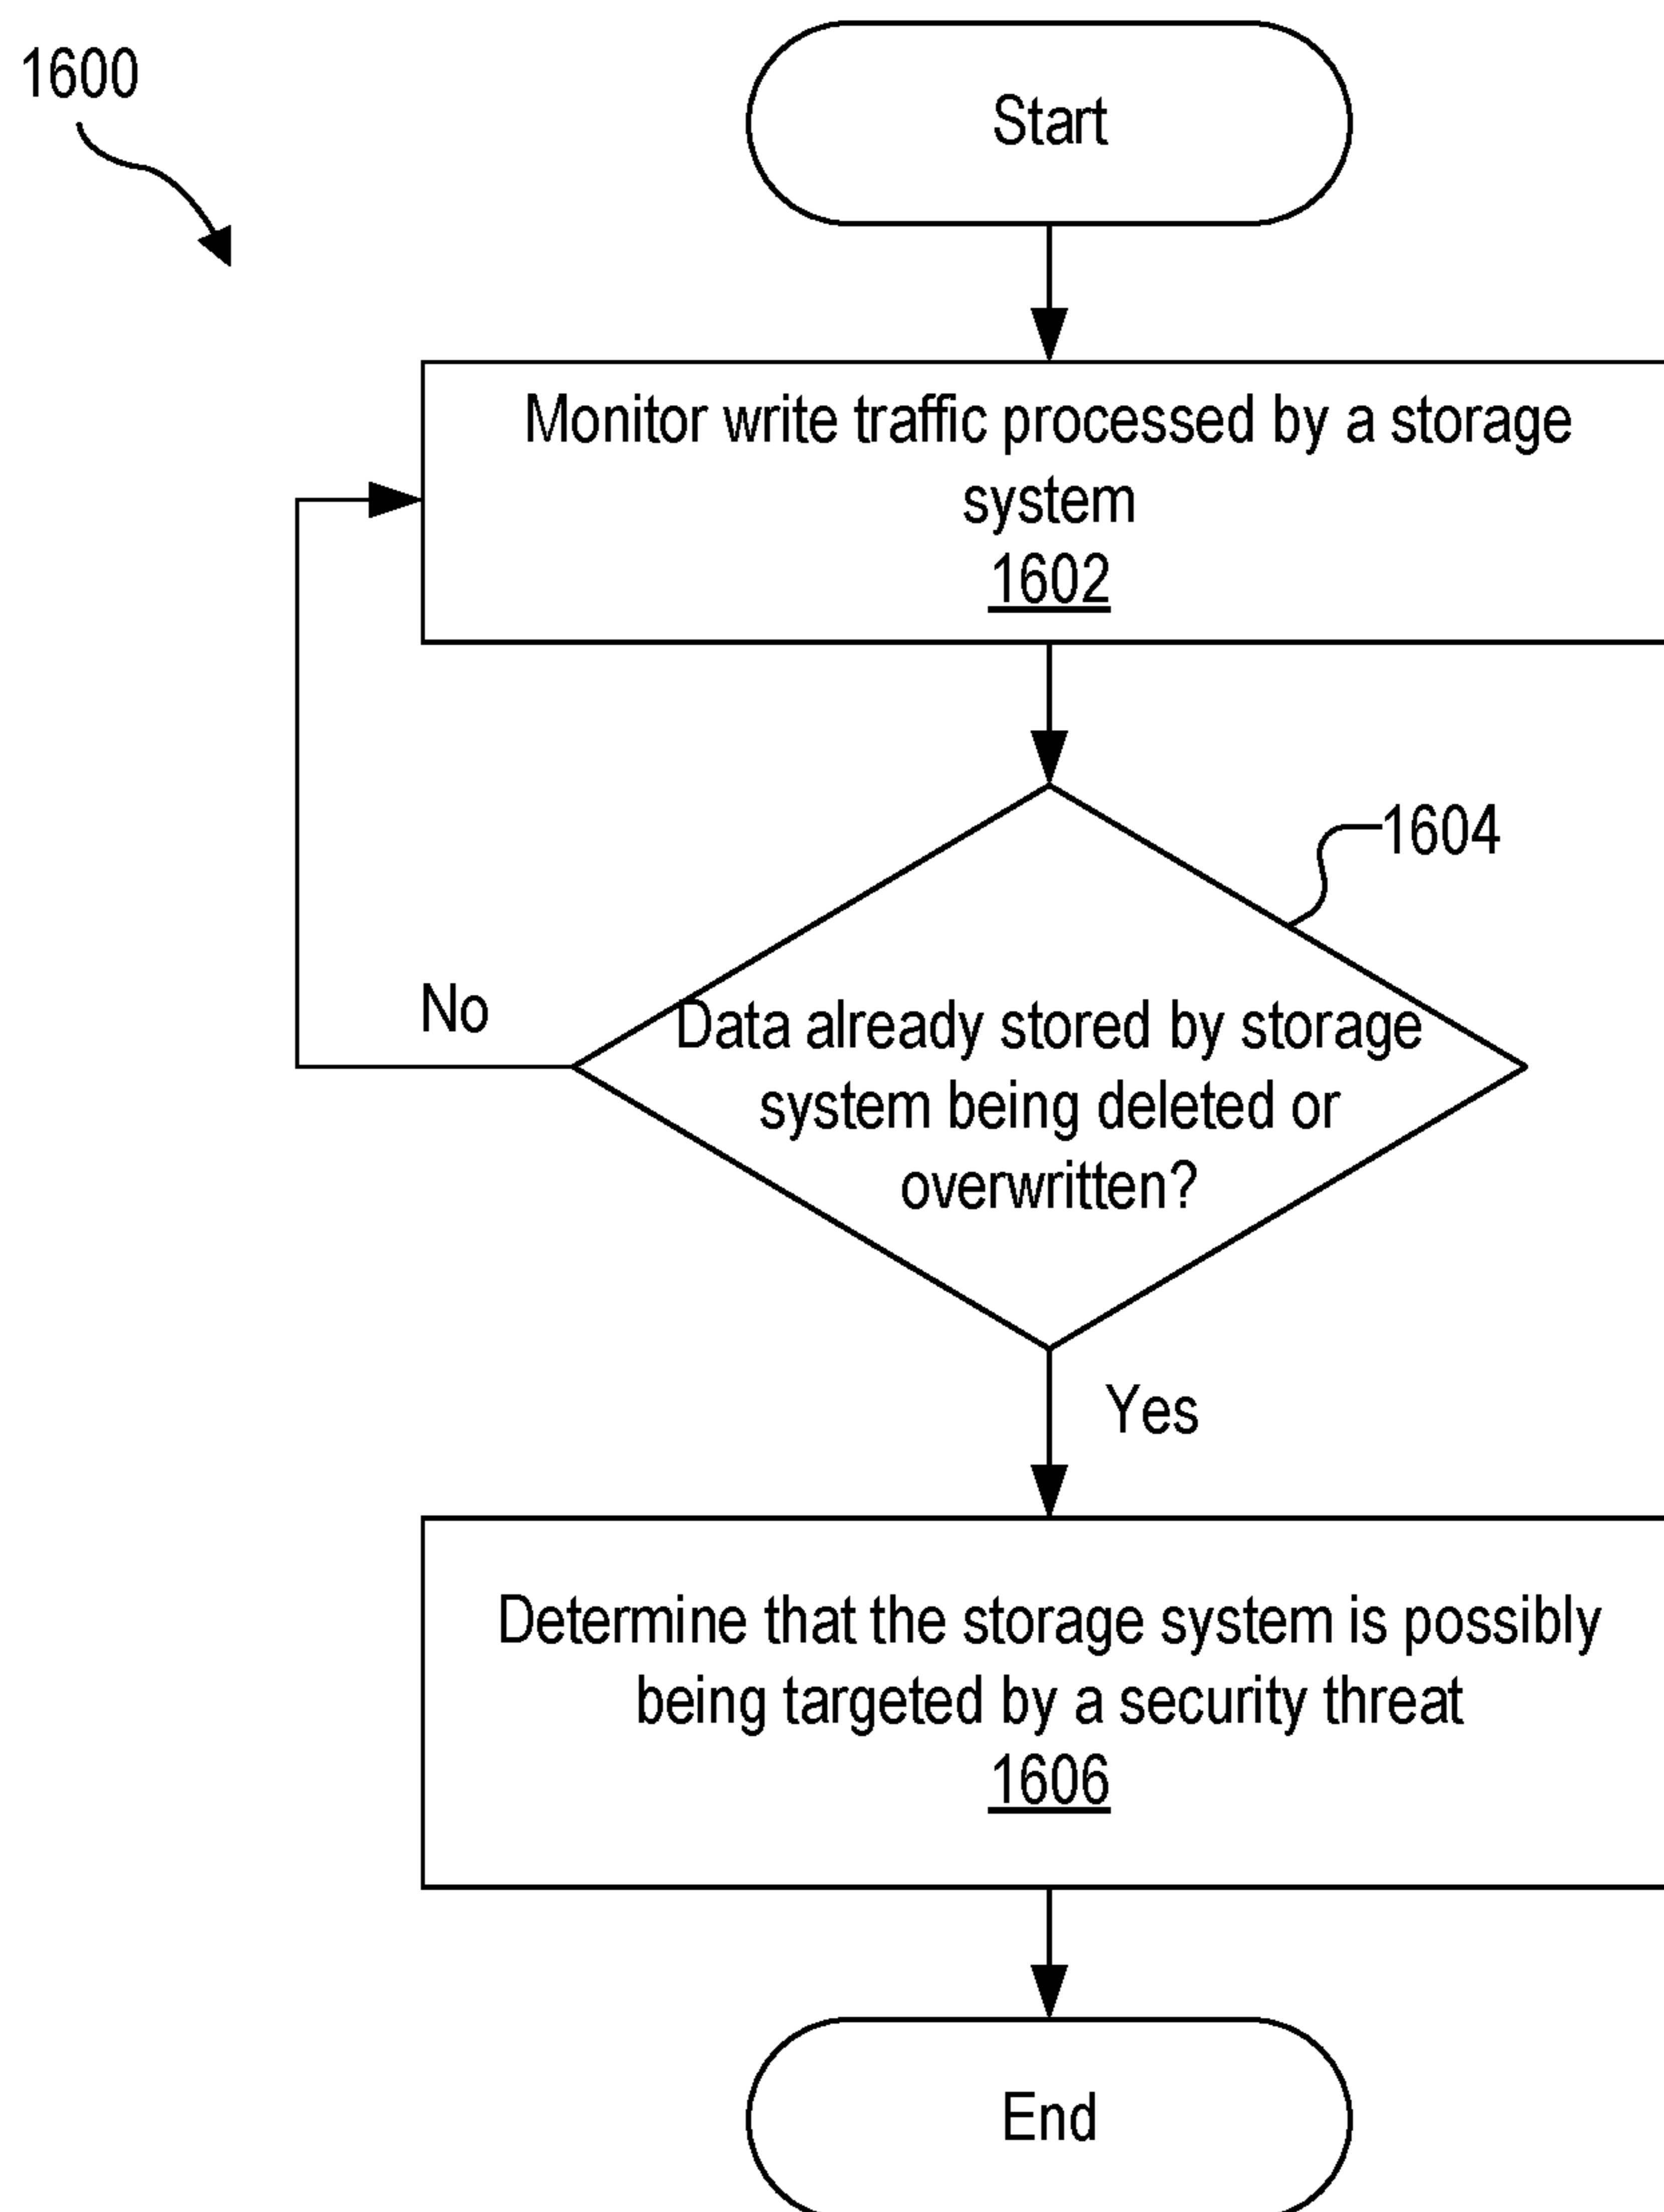 1600
Start
Monitor write traffic processed by a storage
system
1602
1604
No
Data already stored by storage
system being deleted or
overwritten?
Yes
Determine that the storage system is possibly
being targeted by a security threat
1606
End